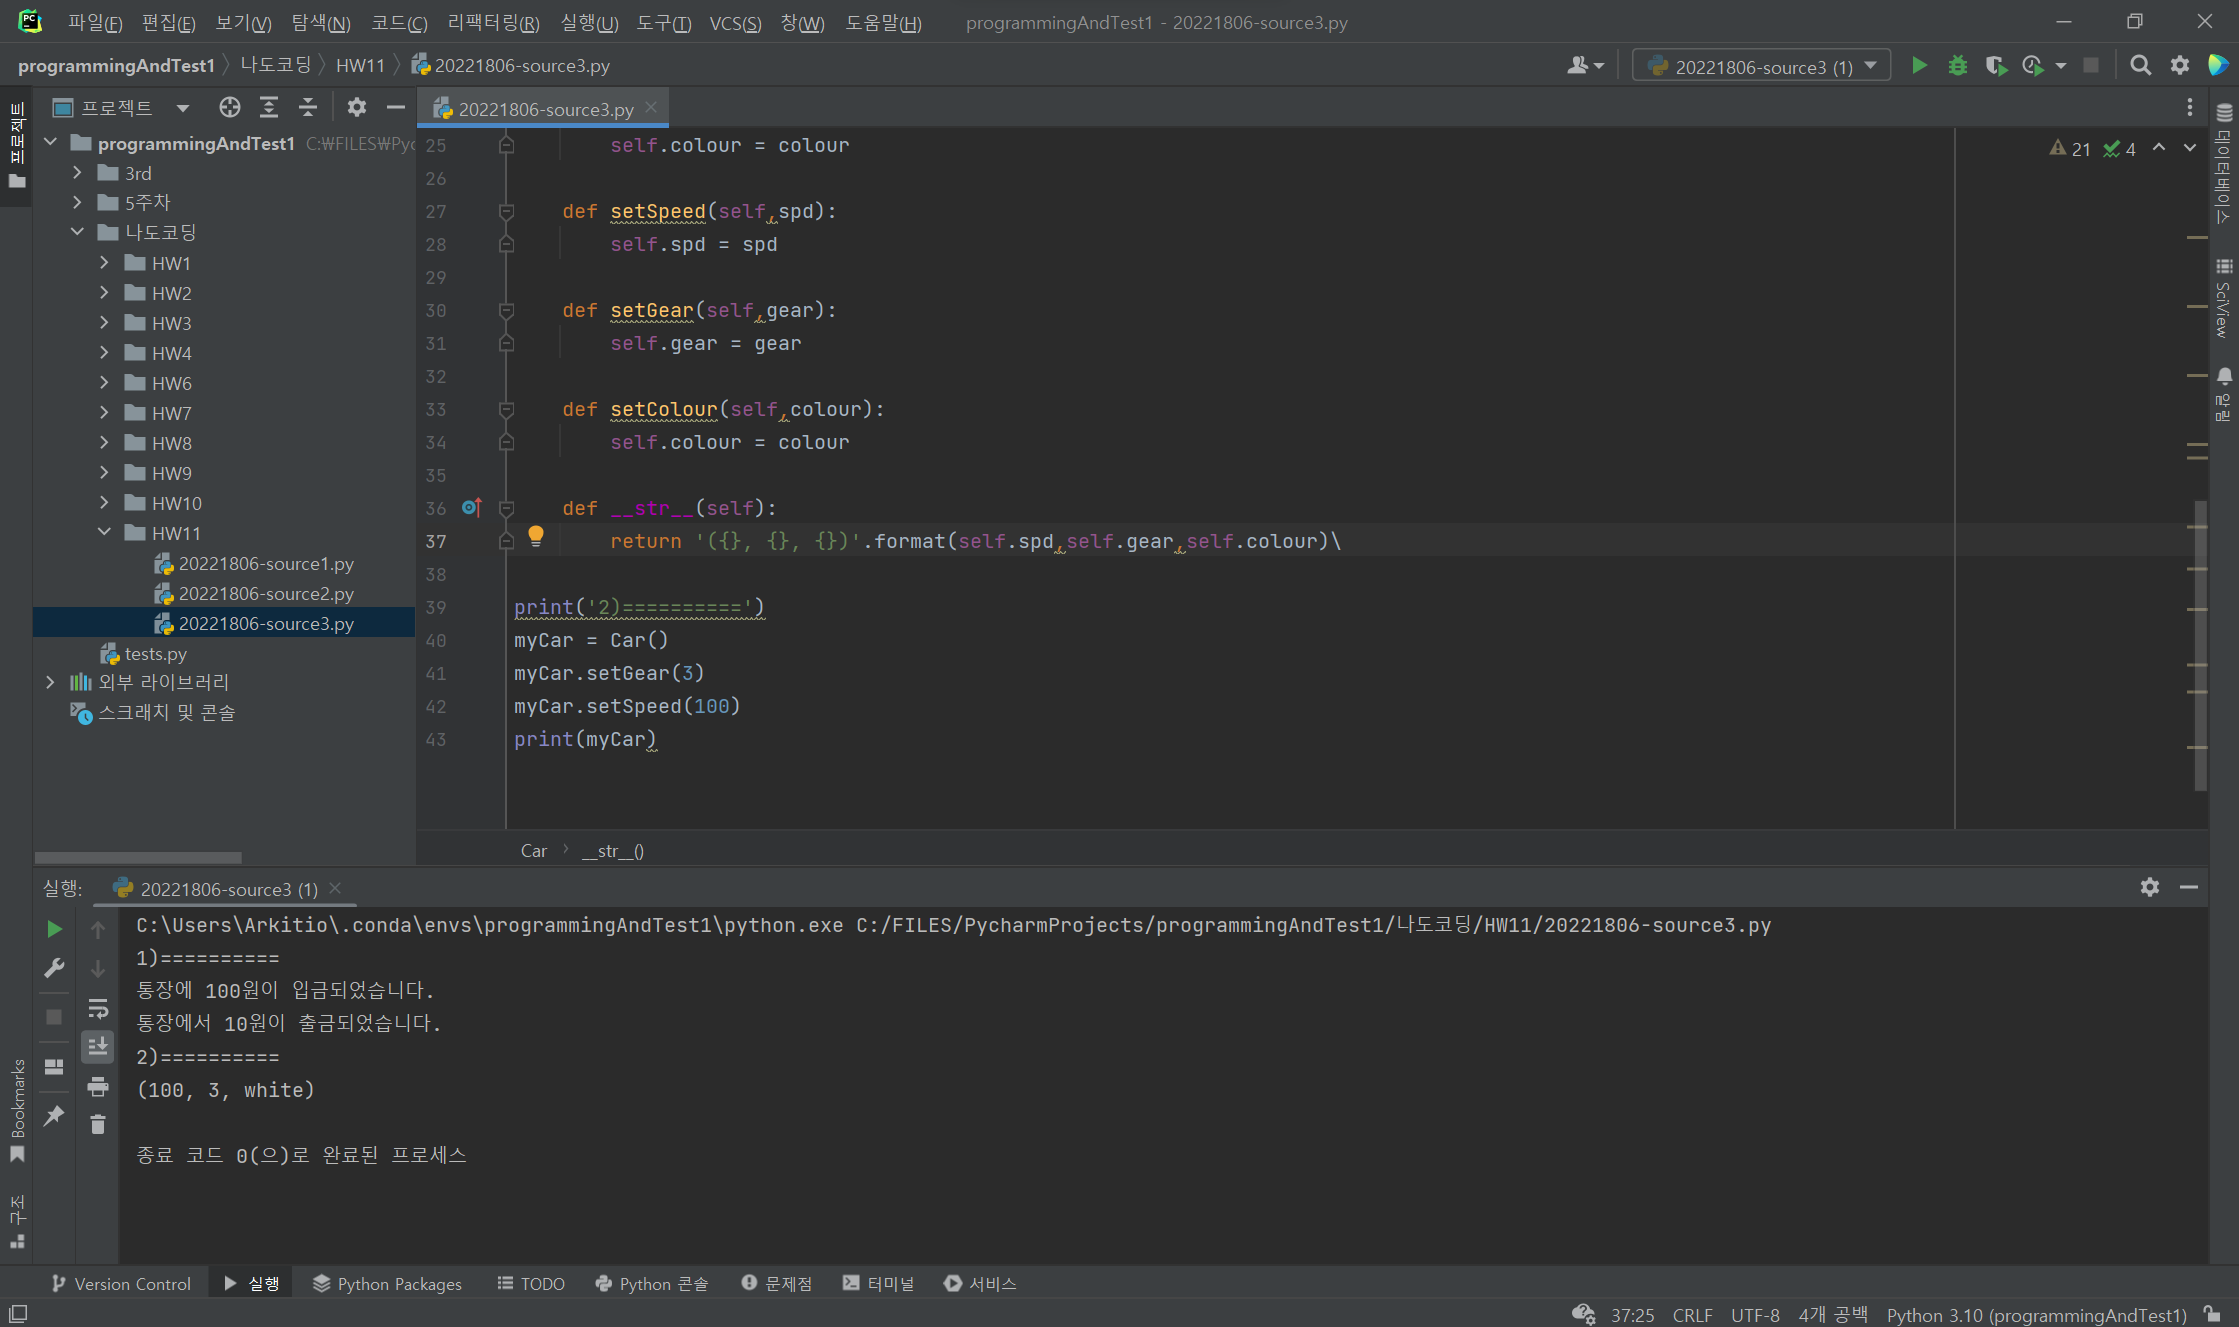 파일(F) 편집(E) 보기(V) 탐색(N) 코드(C) 리팩터링(R) 실행(U) 도구(T) VCS(S) 창(W) 도움말(H) programmingAndTest1 - 20221806-source3.py
programmingAndTest1 나도코딩 HW11 20221806-source3.py 20221806-source3 (1)
프로젝트
프로젝트
20221806-source3.py
programmingAndTest1 C:₩FILES₩Pyc
3rd
5주차
나도코딩
HW1
HW2
HW3
HW4
HW6
HW7
HW8
HW9
HW10
HW11
20221806-source1.py
20221806-source2.py
20221806-source3.py
tests.py
외부 라이브러리
스크래치 및 콘솔
21 4
25 self.colour = colour
26
27 def setSpeed(self,spd):
28 self.spd = spd
29
30 def setGear(self,gear):
31 self.gear = gear
32
33 def setColour(self,colour):
34 self.colour = colour
35
36 def __str__(self):
37 return '({}, {}, {})'.format(self.spd,self.gear,self.colour)\
38
39 print('2)==========')
40 myCar = Car()
41 myCar.setGear(3)
42 myCar.setSpeed(100)
43 print(myCar)
Car __str__()
데이터베이스
SciView
알림
실행: 20221806-source3 (1)
C:\Users\Arkitio\.conda\envs\programmingAndTest1\python.exe C:/FILES/PycharmProjects/programmingAndTest1/나도코딩/HW11/20221806-source3.py
1)==========
통장에 100원이 입금되었습니다.
통장에서 10원이 출금되었습니다.
2)==========
(100, 3, white)
종료 코드 0(으)로 완료된 프로세스
Bookmarks
구조
Version Control 실행 Python Packages TODO Python 콘솔 문제점 터미널 서비스
37:25 CRLF UTF-8 4개 공백 Python 3.10 (programmingAndTest1)